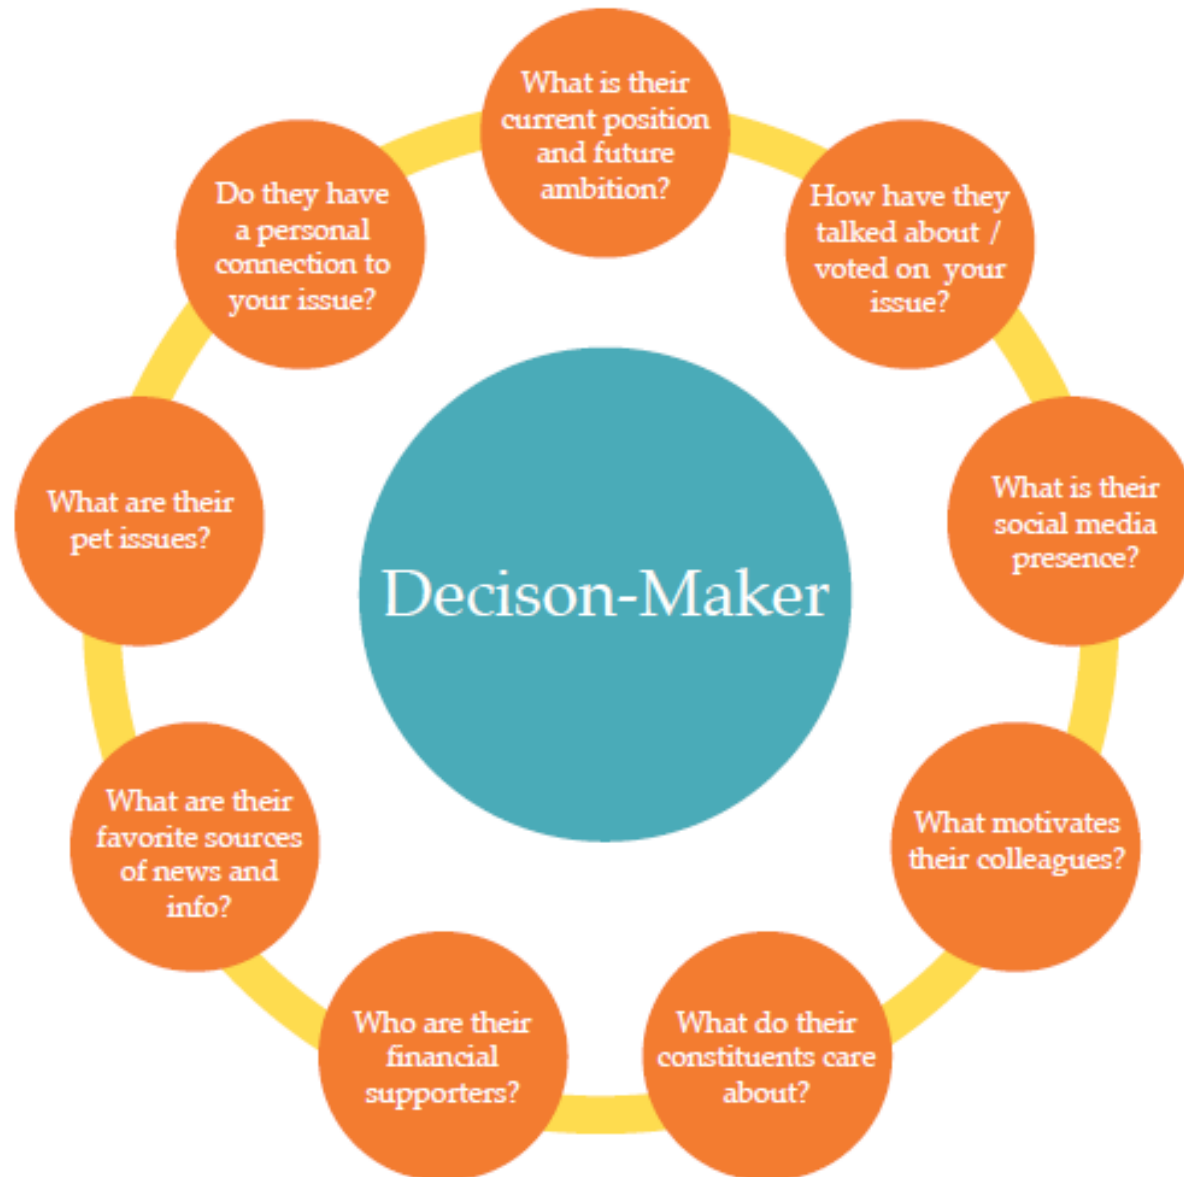 What is their
current position
and future
ambition?
How have they
talked about /
voted on your
issue?
What is their
social media
presence?
What motivates
their colleagues?
What do their
constituents care
about?
Who are their
financial
supporters?
What are their
favorite sources
of news and
info?
What are their
pet issues?
Do they have
a personal
connection to
your issue?
Decison-Maker